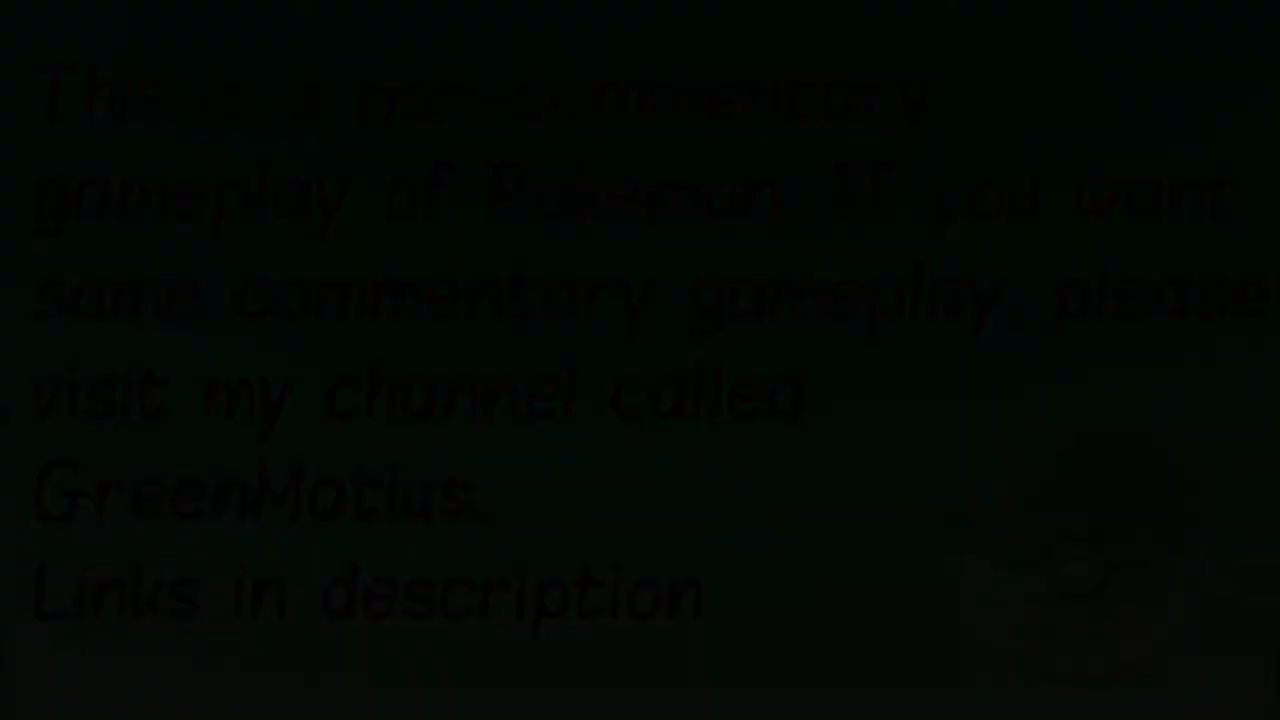 This is a non-commentary
gameplay of Pokemon. If you want
some commentary gameplay, please
visit my channel called
GreenMatius.
Links in description